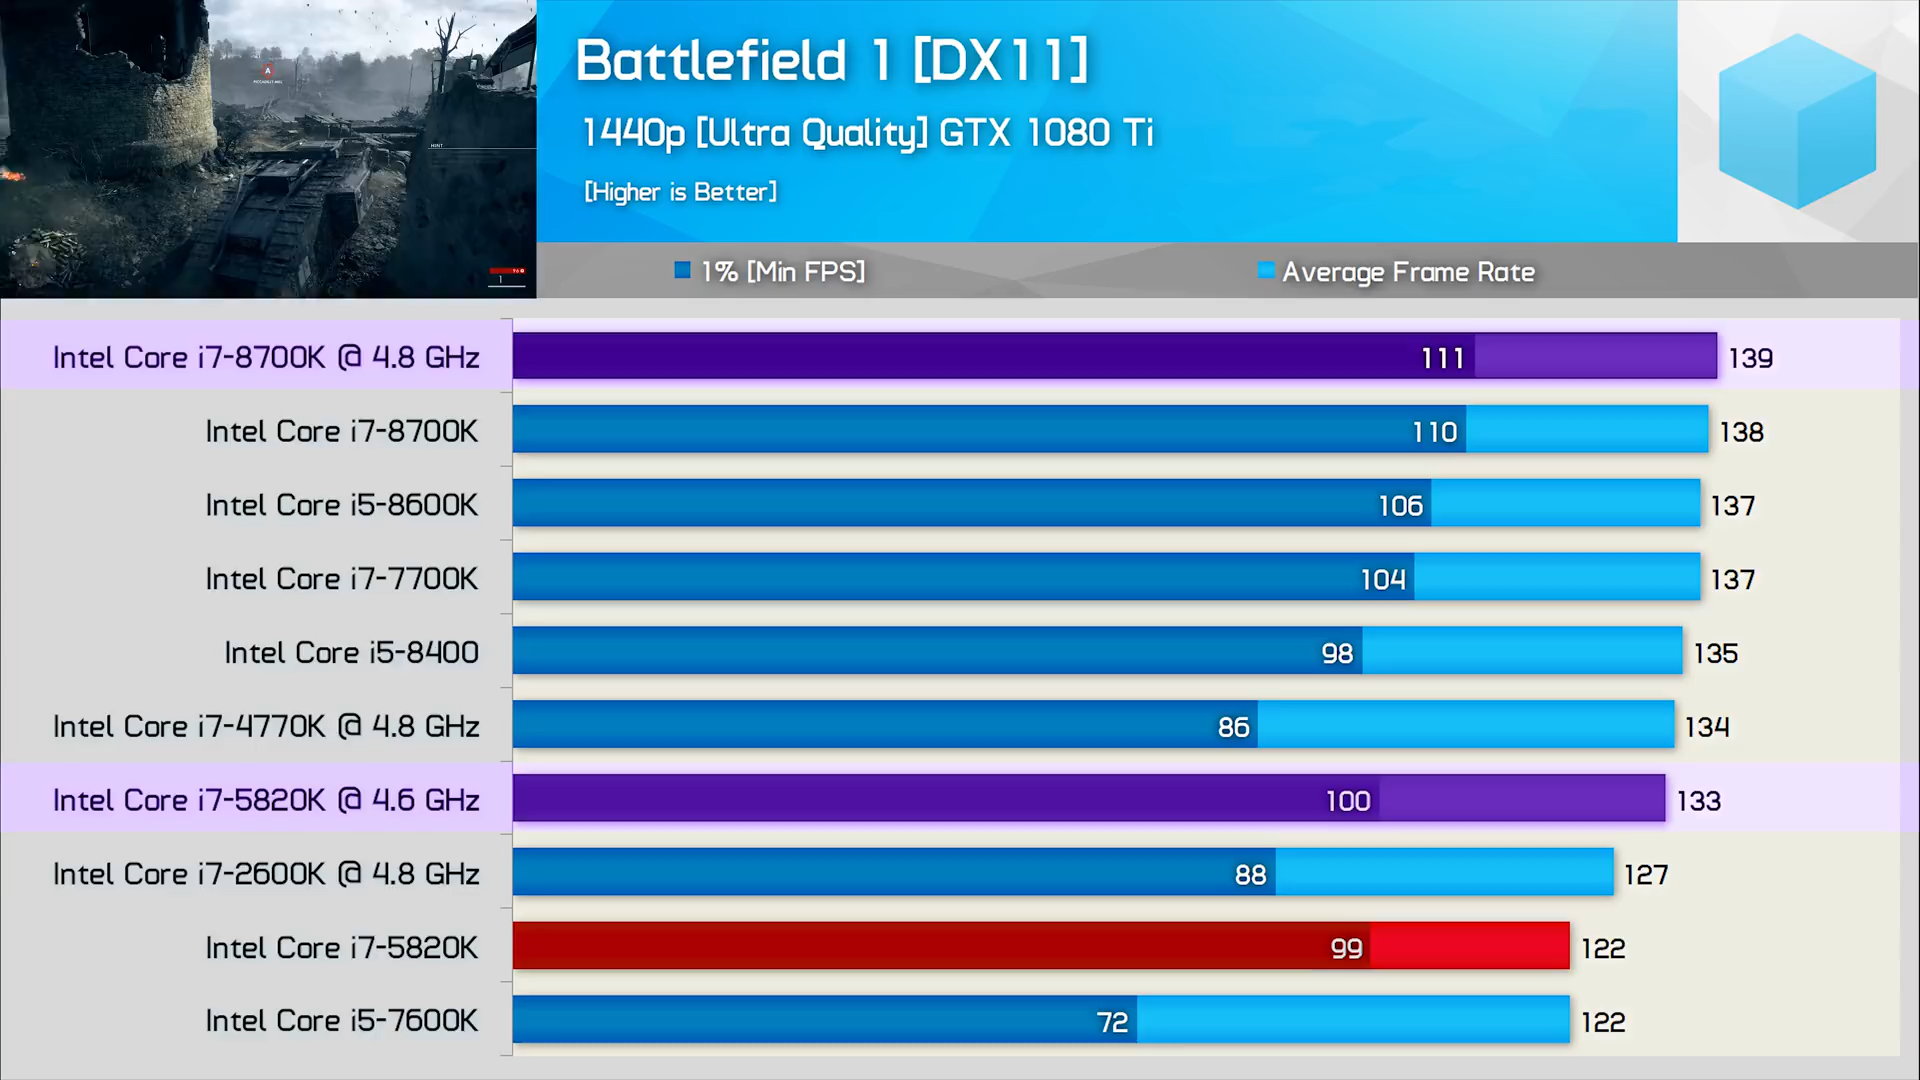 A
HINT
96
1
Battlefield 1 [DX11]
1440p [Ultra Quality] GTX 1080 Ti
[Higher is Better]
1% [Min FPS]
Average Frame Rate
Intel Core i7-8700K @ 4.8 GHz 111 139
Intel Core i7-8700K 110 138
Intel Core i5-8600K 106 137
Intel Core i7-7700K 104 137
Intel Core i5-8400 98 135
Intel Core i7-4770K @ 4.8 GHz 86 134
Intel Core i7-5820K @ 4.6 GHz 100 133
Intel Core i7-2600K @ 4.8 GHz 88 127
Intel Core i7-5820K 99 122
Intel Core i5-7600K 72 122